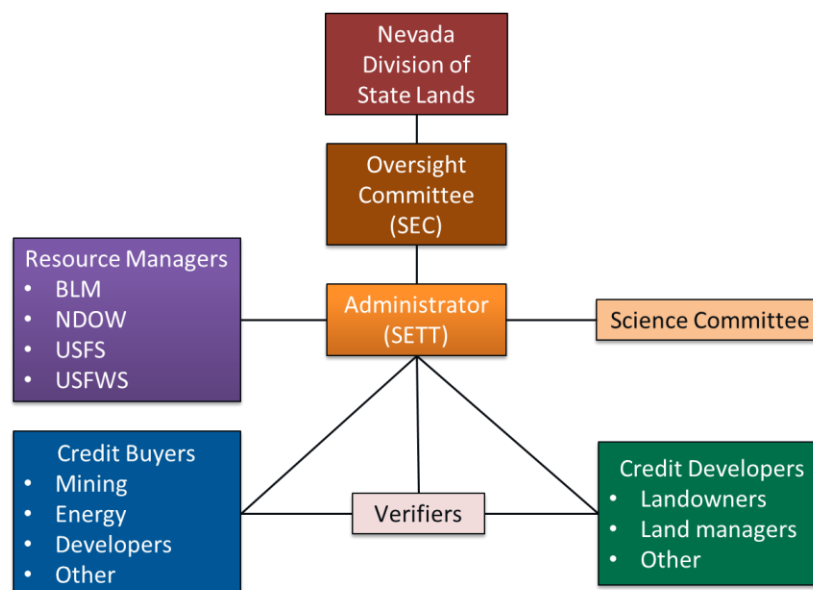 Nevada
Division of
State Lands
Oversight
Committee
(SEC)
Resource Managers
• BLM
• NDOW
• USFS
• USFWS
Administrator
(SETT)
Science Committee
Credit Buyers
• Mining
• Energy
• Developers
• Other
Verifiers
Credit Developers
• Landowners
• Land managers
• Other